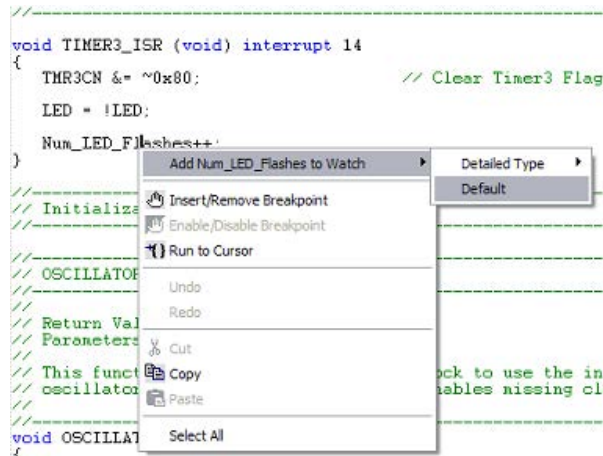 //------------------------------------------------------------
void TIMER3_ISR (void) interrupt 14
{
TMR3CN &= ~0x80; // Clear Timer3 Flag
LED = !LED;
Num_LED_Flashes++;
}
Add Num_LED_Flashes to Watch
Detailed Type
Default
Insert/Remove Breakpoint
Enable/Disable Breakpoint
Run to Cursor
Undo
Redo
Cut
Copy
Paste
Select All
//------------------------------------------------------------
// Initializa
//------------------------------------------------------------
//------------------------------------------------------------
// OSCILLATOR
//------------------------------------------------------------
//
// Return Val
// Parameters
//
// This funct ock to use the in
// oscillator ables missing cl
//
//------------------------------------------------------------
void OSCILLAT
{